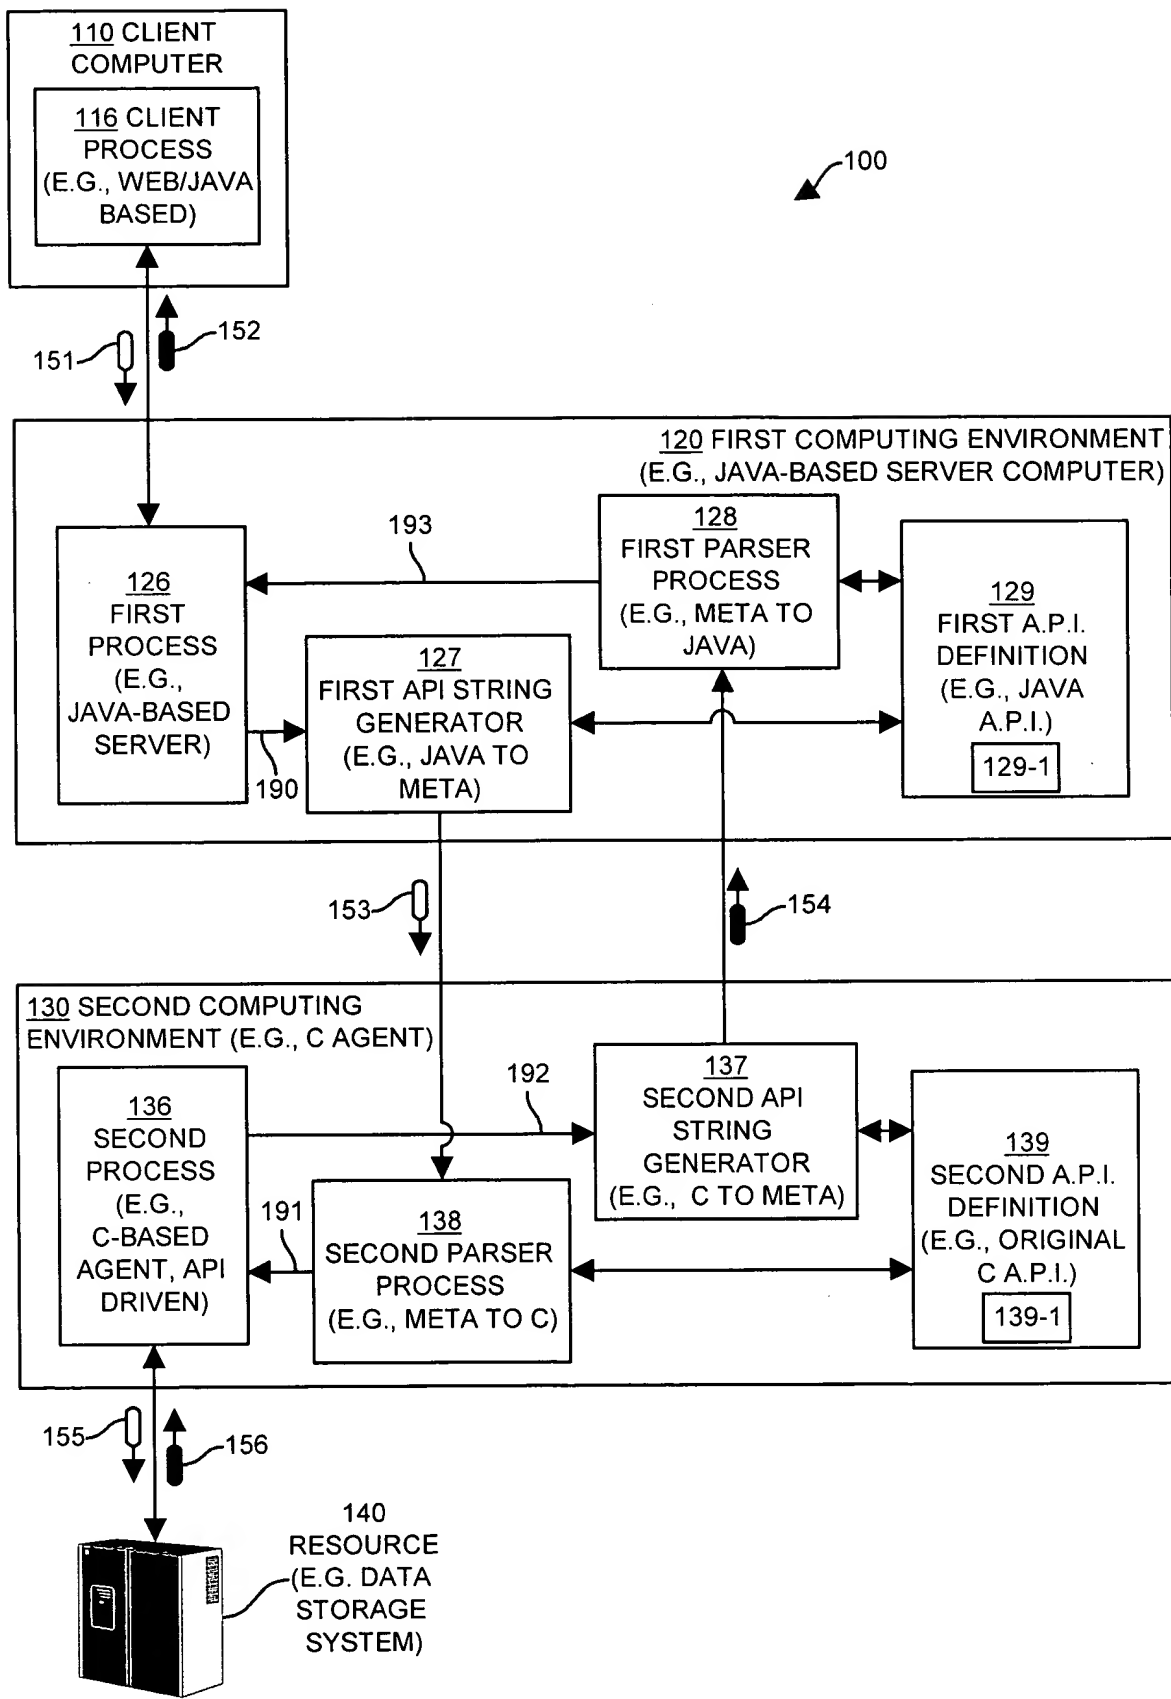 110 CLIENT
COMPUTER
116 CLIENT
PROCESS
(E.G., WEB/JAVA
BASED)
100
151
152
120 FIRST COMPUTING ENVIRONMENT
(E.G., JAVA-BASED SERVER COMPUTER)
193
128
FIRST PARSER
PROCESS
(E.G., META TO
JAVA)
126
FIRST
PROCESS
(E.G.,
JAVA-BASED
SERVER)
190
127
FIRST API STRING
GENERATOR
(E.G., JAVA TO
META)
129
FIRST A.P.I.
DEFINITION
(E.G., JAVA
A.P.I.)
129-1
153
154
130 SECOND COMPUTING
ENVIRONMENT (E.G., C AGENT)
192
137
SECOND API
STRING
GENERATOR
(E.G., C TO META)
136
SECOND
PROCESS
(E.G.,
C-BASED
AGENT, API
DRIVEN)
191
138
SECOND PARSER
PROCESS
(E.G., META TO C)
139
SECOND A.P.I.
DEFINITION
(E.G., ORIGINAL
C A.P.I.)
139-1
155
156
140
RESOURCE
(E.G. DATA
STORAGE
SYSTEM)